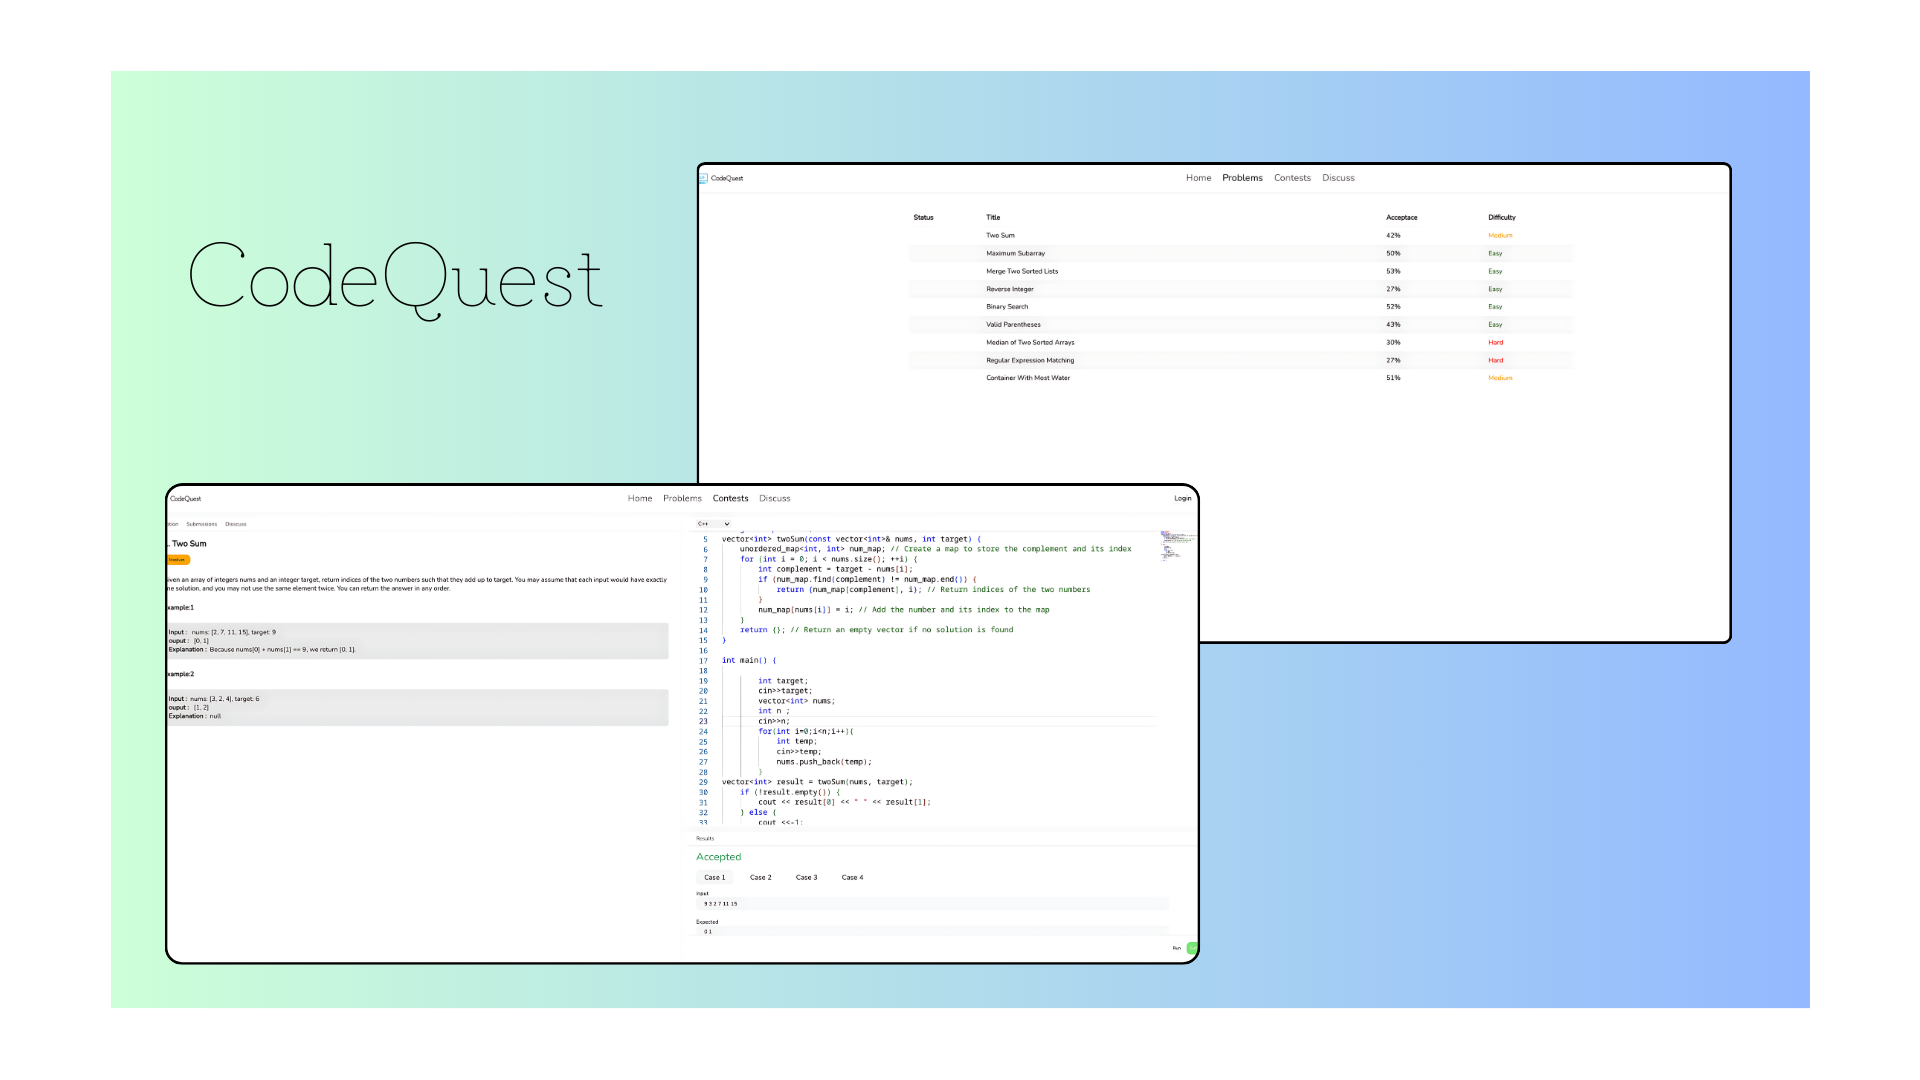 CodeQuest
CodeQuest
Home Problems Contests Discuss
Status Title Acceptace Difficulty
Two Sum 42% Medium
Maximum Subarray 50% Easy
Merge Two Sorted Lists 53% Easy
Reverse Integer 27% Easy
Binary Search 52% Easy
Valid Parentheses 43% Easy
Median of Two Sorted Arrays 30% Hard
Regular Expression Matching 27% Hard
Container With Most Water 51% Medium
CodeQuest
Home Problems Contests Discuss
Login
tion Submissions Disscuss
. Two Sum
Medium
iven an array of integers nums and an integer target, return indices of the two numbers such that they add up to target. You may assume that each input would have exactly
ne solution, and you may not use the same element twice. You can return the answer in any order.
xample:1
Input : nums: [2, 7, 11, 15], target: 9
ouput : [0, 1]
Explanation : Because nums[0] + nums[1] == 9, we return [0, 1].
xample:2
Input : nums: [3, 2, 4], target: 6
ouput : [1, 2]
Explanation : null
C++
5 vector<int> twoSum(const vector<int>& nums, int target) {
6 unordered_map<int, int> num_map; // Create a map to store the complement and its index
7 for (int i = 0; i < nums.size(); ++i) {
8 int complement = target - nums[i];
9 if (num_map.find(complement) != num_map.end()) {
10 return {num_map[complement], i}; // Return indices of the two numbers
11 }
12 num_map[nums[i]] = i; // Add the number and its index to the map
13 }
14 return {}; // Return an empty vector if no solution is found
15 }
16
17 int main() {
18
19 int target;
20 cin>>target;
21 vector<int> nums;
22 int n ;
23 cin>>n;
24 for(int i=0;i<n;i++){
25 int temp;
26 cin>>temp;
27 nums.push_back(temp);
28 }
29 vector<int> result = twoSum(nums, target);
30 if (!result.empty()) {
31 cout << result[0] << " " << result[1];
32 } else {
33 cout <<-1;
Results
Accepted
Case 1 Case 2 Case 3 Case 4
Input
9 3 2 7 11 15
Expected
0 1
Run